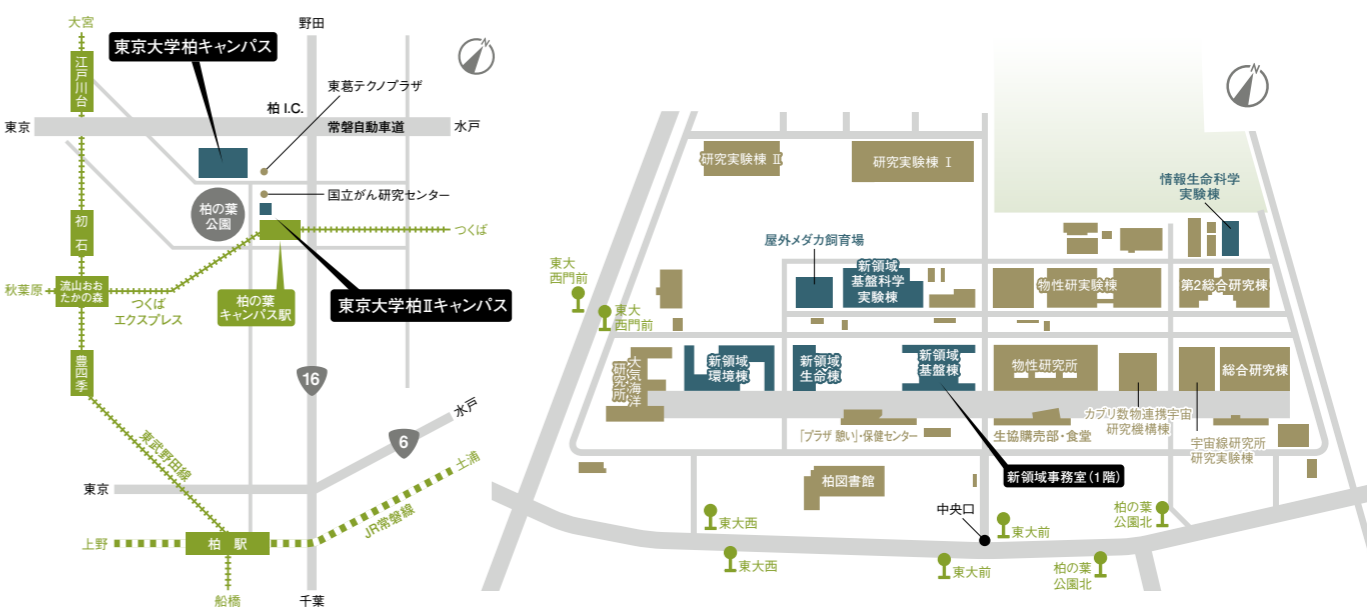 大宮
野田
東京大学柏キャンパス
N
江戸川台
東葛テクノプラザ
柏 I.C.
東京
常磐自動車道
水戸
国立がん研究センター
柏の葉
公園
初石
つくば
秋葉原
流山おお
たかの森
つくば
エクスプレス
柏の葉
キャンパス駅
東京大学柏Ⅱキャンパス
豊四季
16
水戸
6
東武野田線
東京
土浦
JR常磐線
上野
柏 駅
船橋
千葉
N
研究実験棟 Ⅱ
研究実験棟 Ⅰ
情報生命科学
実験棟
屋外メダカ飼育場
東大
西門前
新領域
基盤科学
実験棟
物性研実験棟
第2総合研究棟
東大
西門前
大気海洋
研究所
新領域
環境棟
新領域
生命棟
新領域
基盤棟
物性研究所
総合研究棟
カブリ数物連携宇宙
研究機構棟
「プラザ 憩い」・保健センター
生協購売部・食堂
宇宙線研究所
研究実験棟
柏図書館
新領域事務室(1階)
中央口
東大西
東大前
柏の葉
公園北
東大西
東大前
柏の葉
公園北